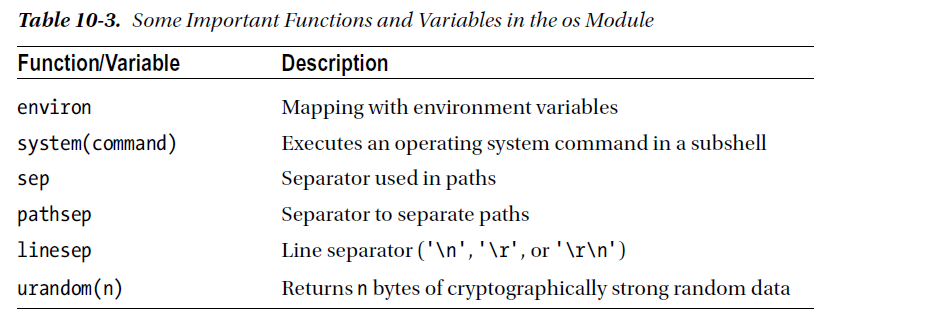 Table 10-3. Some Important Functions and Variables in the os Module
Function/Variable Description
environ Mapping with environment variables
system(command) Executes an operating system command in a subshell
sep Separator used in paths
pathsep Separator to separate paths
linesep Line separator ('\n', '\r', or '\r\n')
urandom(n) Returns n bytes of cryptographically strong random data